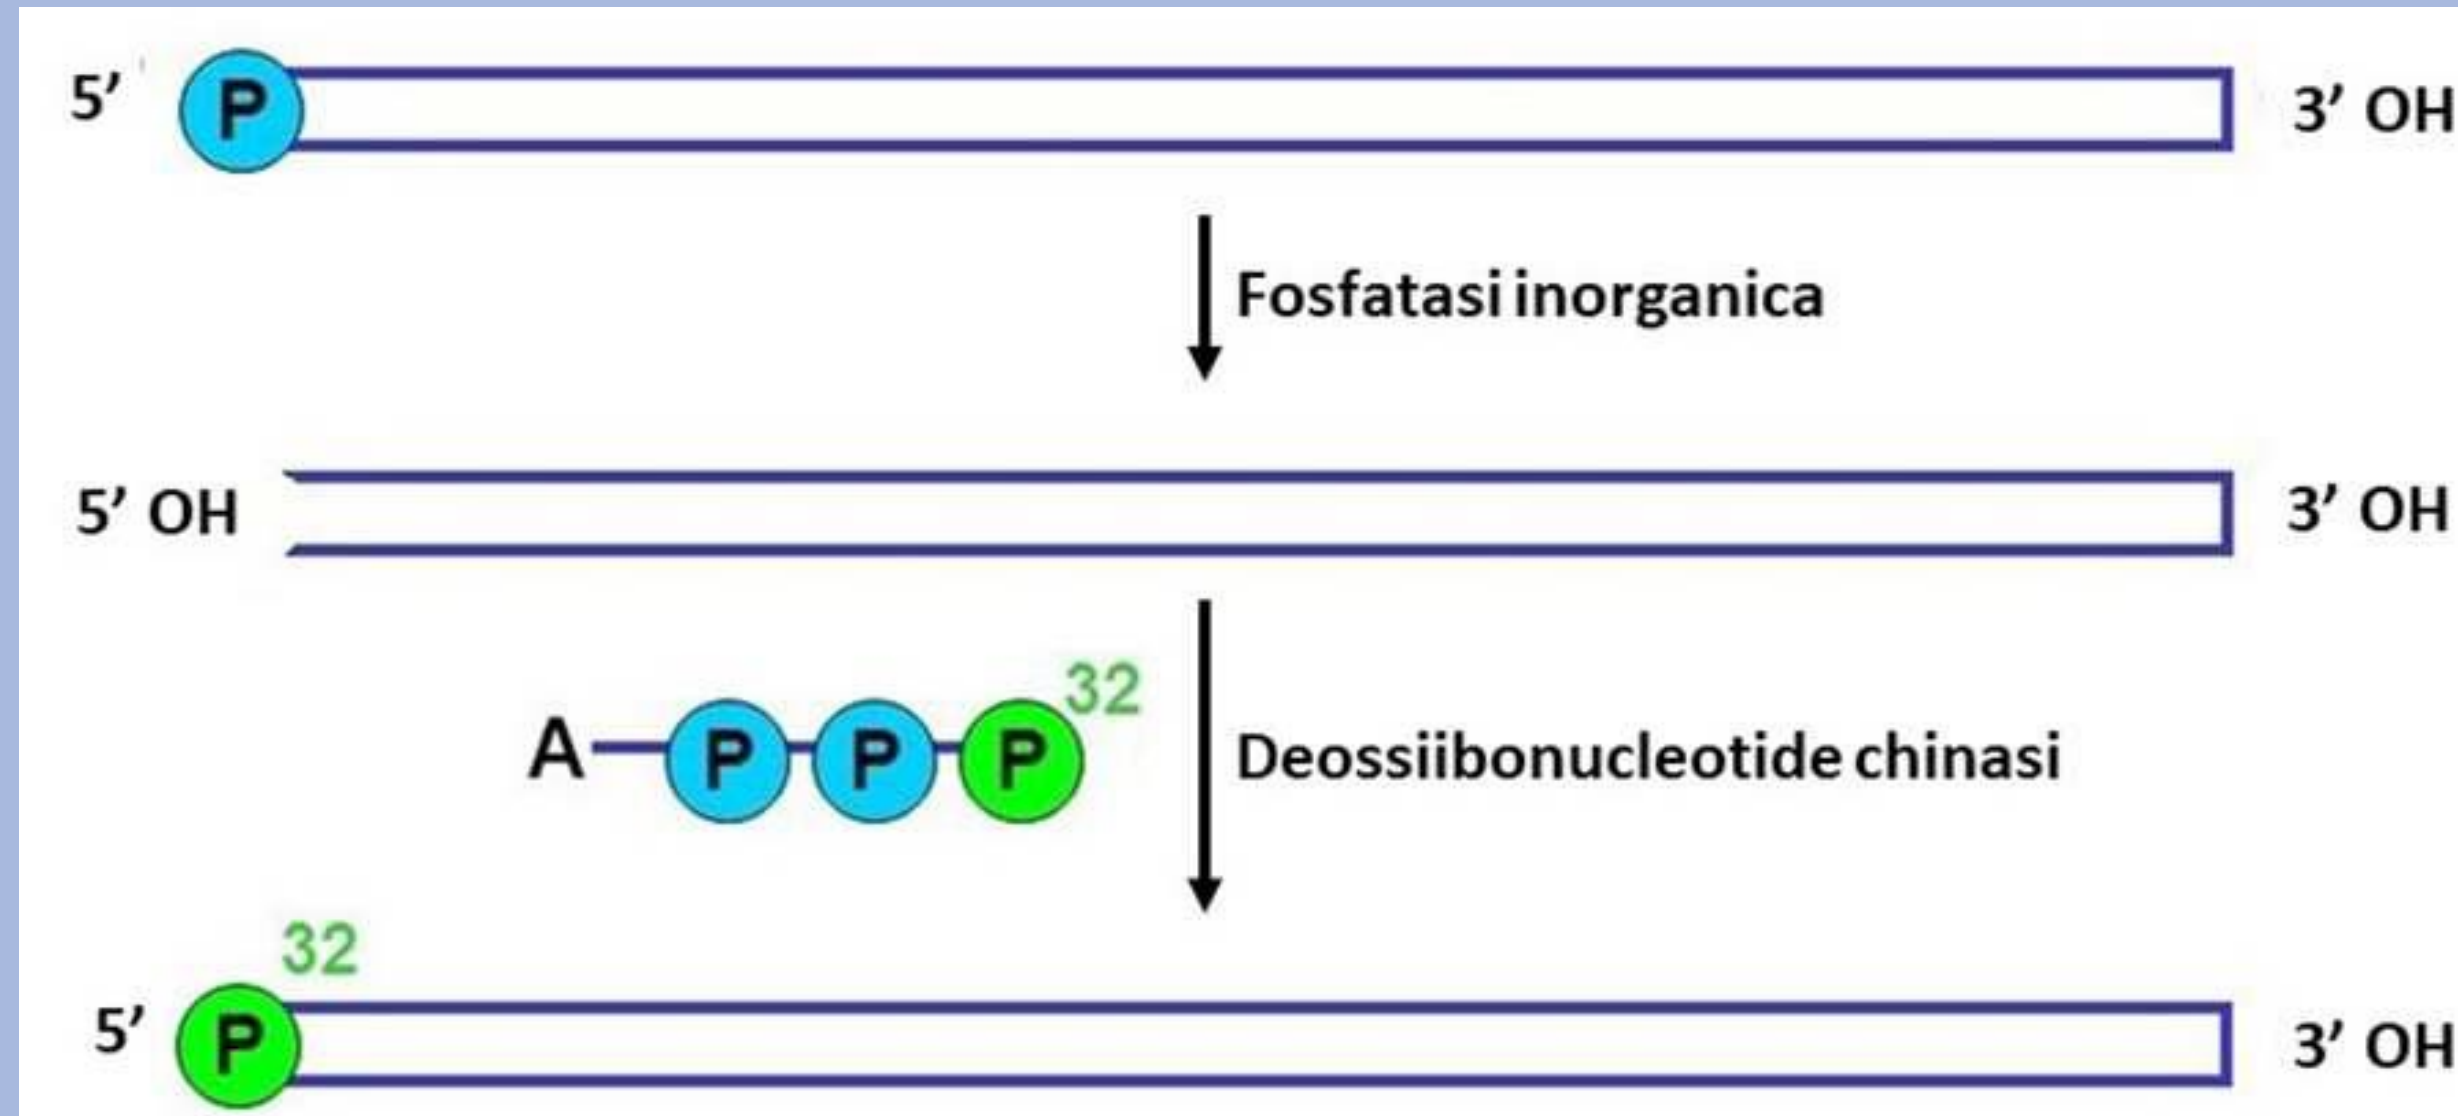 5’ P 3’ OH
Fosfatasi inorganica
5’ OH 3’ OH
32
A P P P
Deossiibonucleotide chinasi
32
5’ P 3’ OH